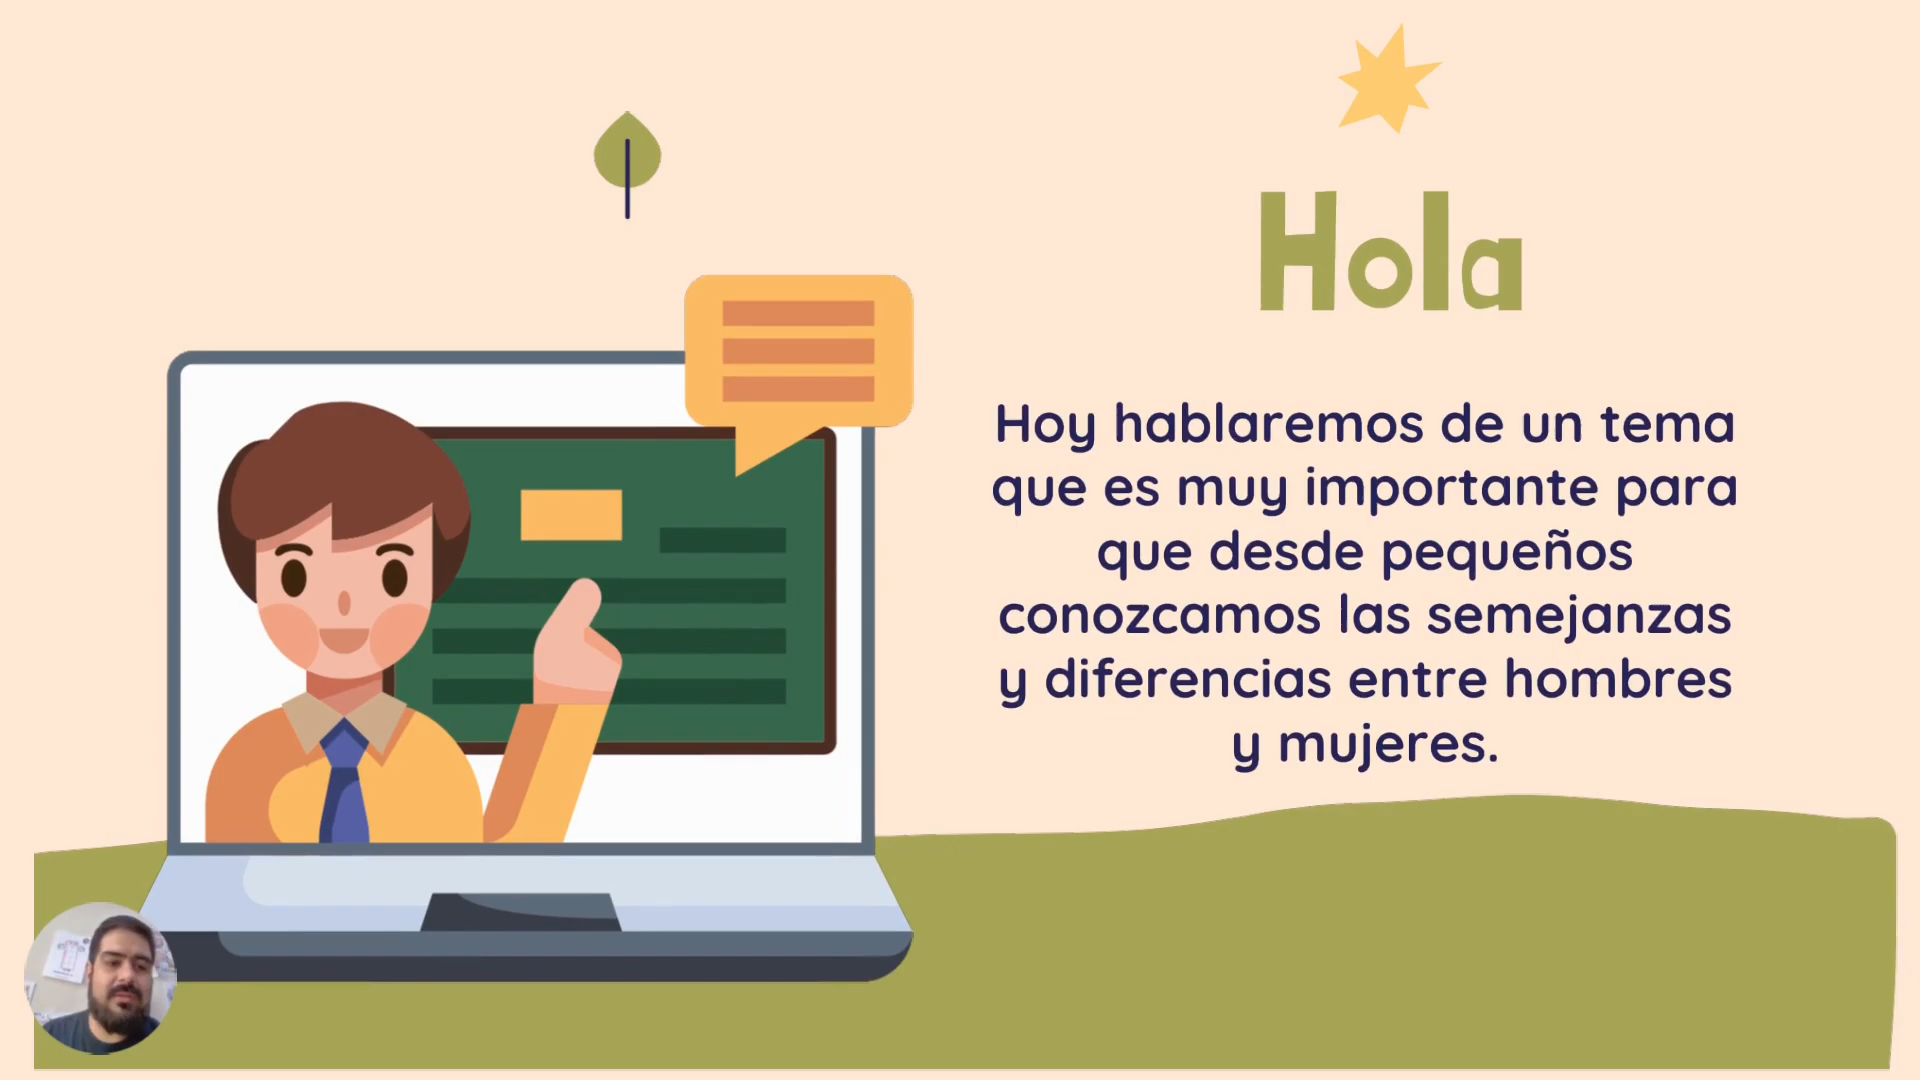 Hola
Hoy hablaremos de un tema
que es muy importante para
que desde pequeños
conozcamos las semejanzas
y diferencias entre hombres
y mujeres.